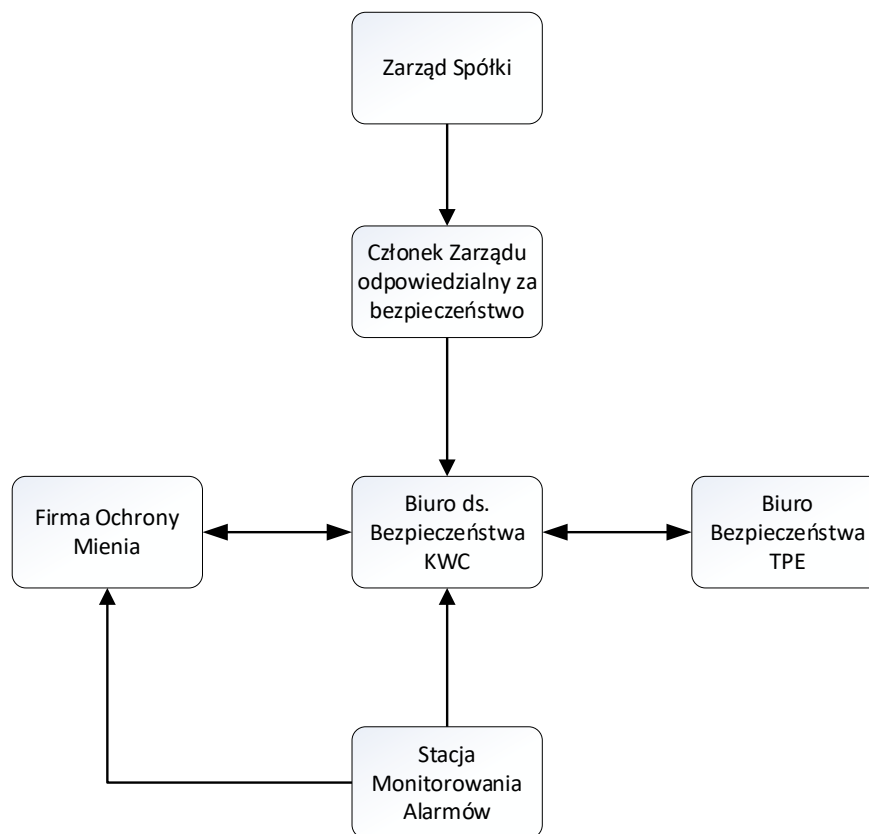 Zarząd Spółki
Członek Zarządu
odpowiedzialny za
bezpieczeństwo
Firma Ochrony
Mienia
Biuro ds.
Bezpieczeństwa
KWC
Biuro
Bezpieczeństwa
TPE
Stacja
Monitorowania
Alarmów